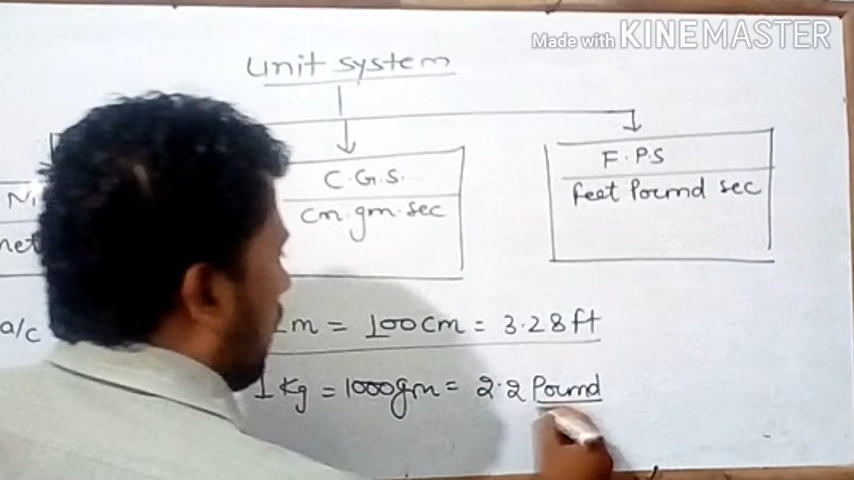 Made with KINEMASTER
Unit system
C.G.S.
cm.gm.sec
F.P.S
feet Pound sec
a/c
1m = 100cm = 3.28ft
1 Kg = 1000gm = 2.2 Pound